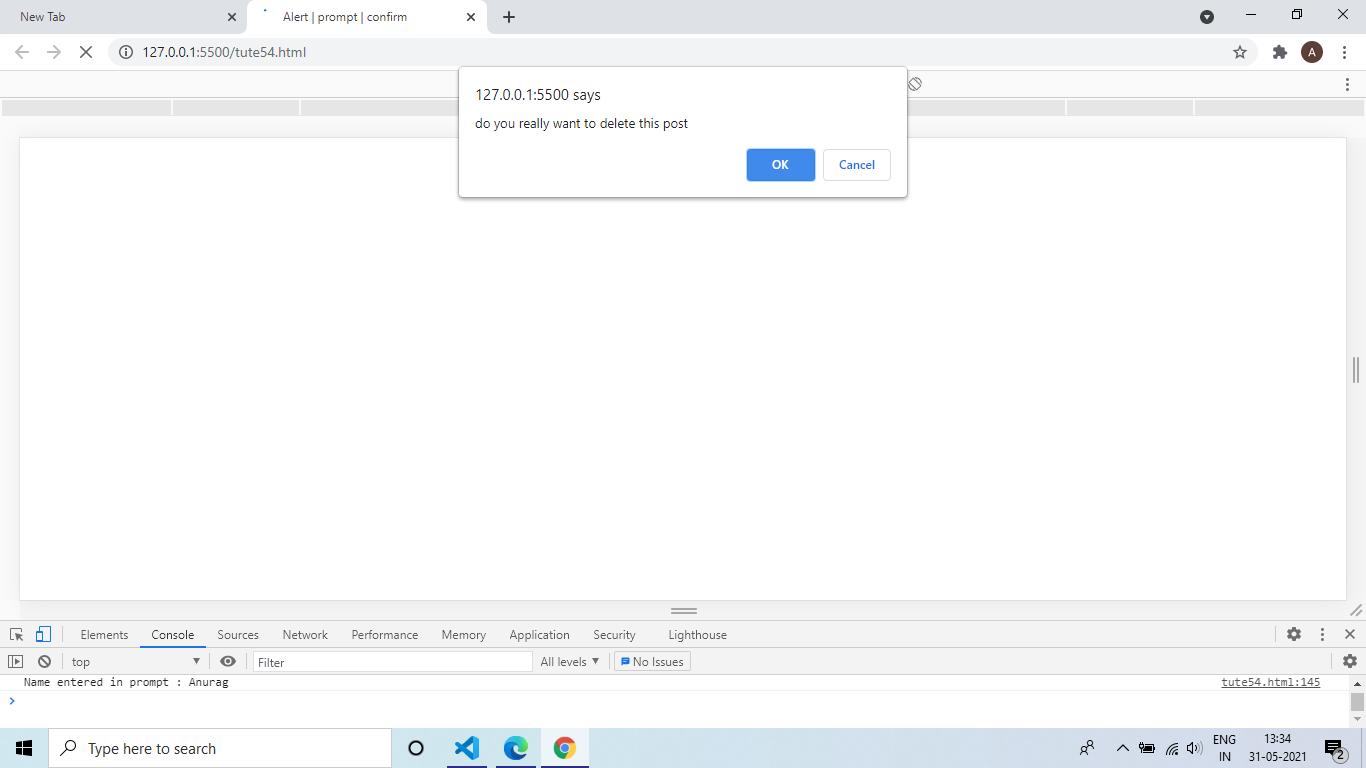 New Tab
Alert | prompt | confirm
127.0.0.1:5500/tute54.html
A
127.0.0.1:5500 says
do you really want to delete this post
OK Cancel
Elements Console Sources Network Performance Memory Application Security Lighthouse
top Filter All levels No Issues
Name entered in prompt : Anurag tute54.html:145
Type here to search
ENG 13:34
IN 31-05-2021
2